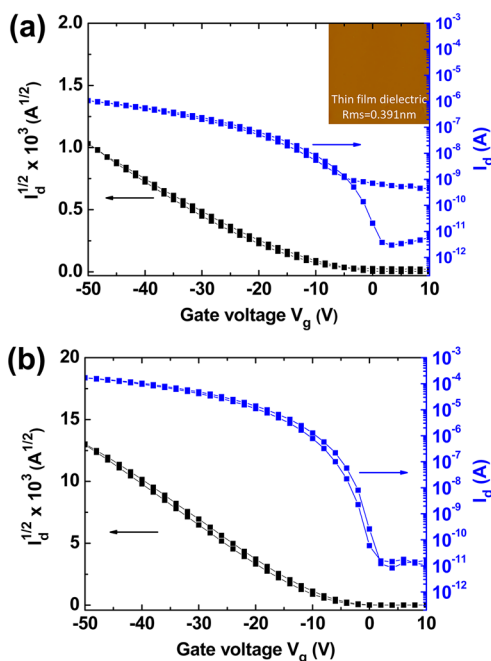 (a)
2.0
1.5
1.0
0.5
0.0
I_d^1/2 x 10^3 (A^1/2)
Thin film dielectric
Rms=0.391nm
10^-3
10^-4
10^-5
10^-6
10^-7
10^-8
10^-9
10^-10
10^-11
10^-12
I_d (A)
-50 -40 -30 -20 -10 0 10
Gate voltage V_g (V)
(b)
20
15
10
5
0
I_d^1/2 x 10^3 (A^1/2)
10^-3
10^-4
10^-5
10^-6
10^-7
10^-8
10^-9
10^-10
10^-11
10^-12
I_d (A)
-50 -40 -30 -20 -10 0 10
Gate voltage V_g (V)